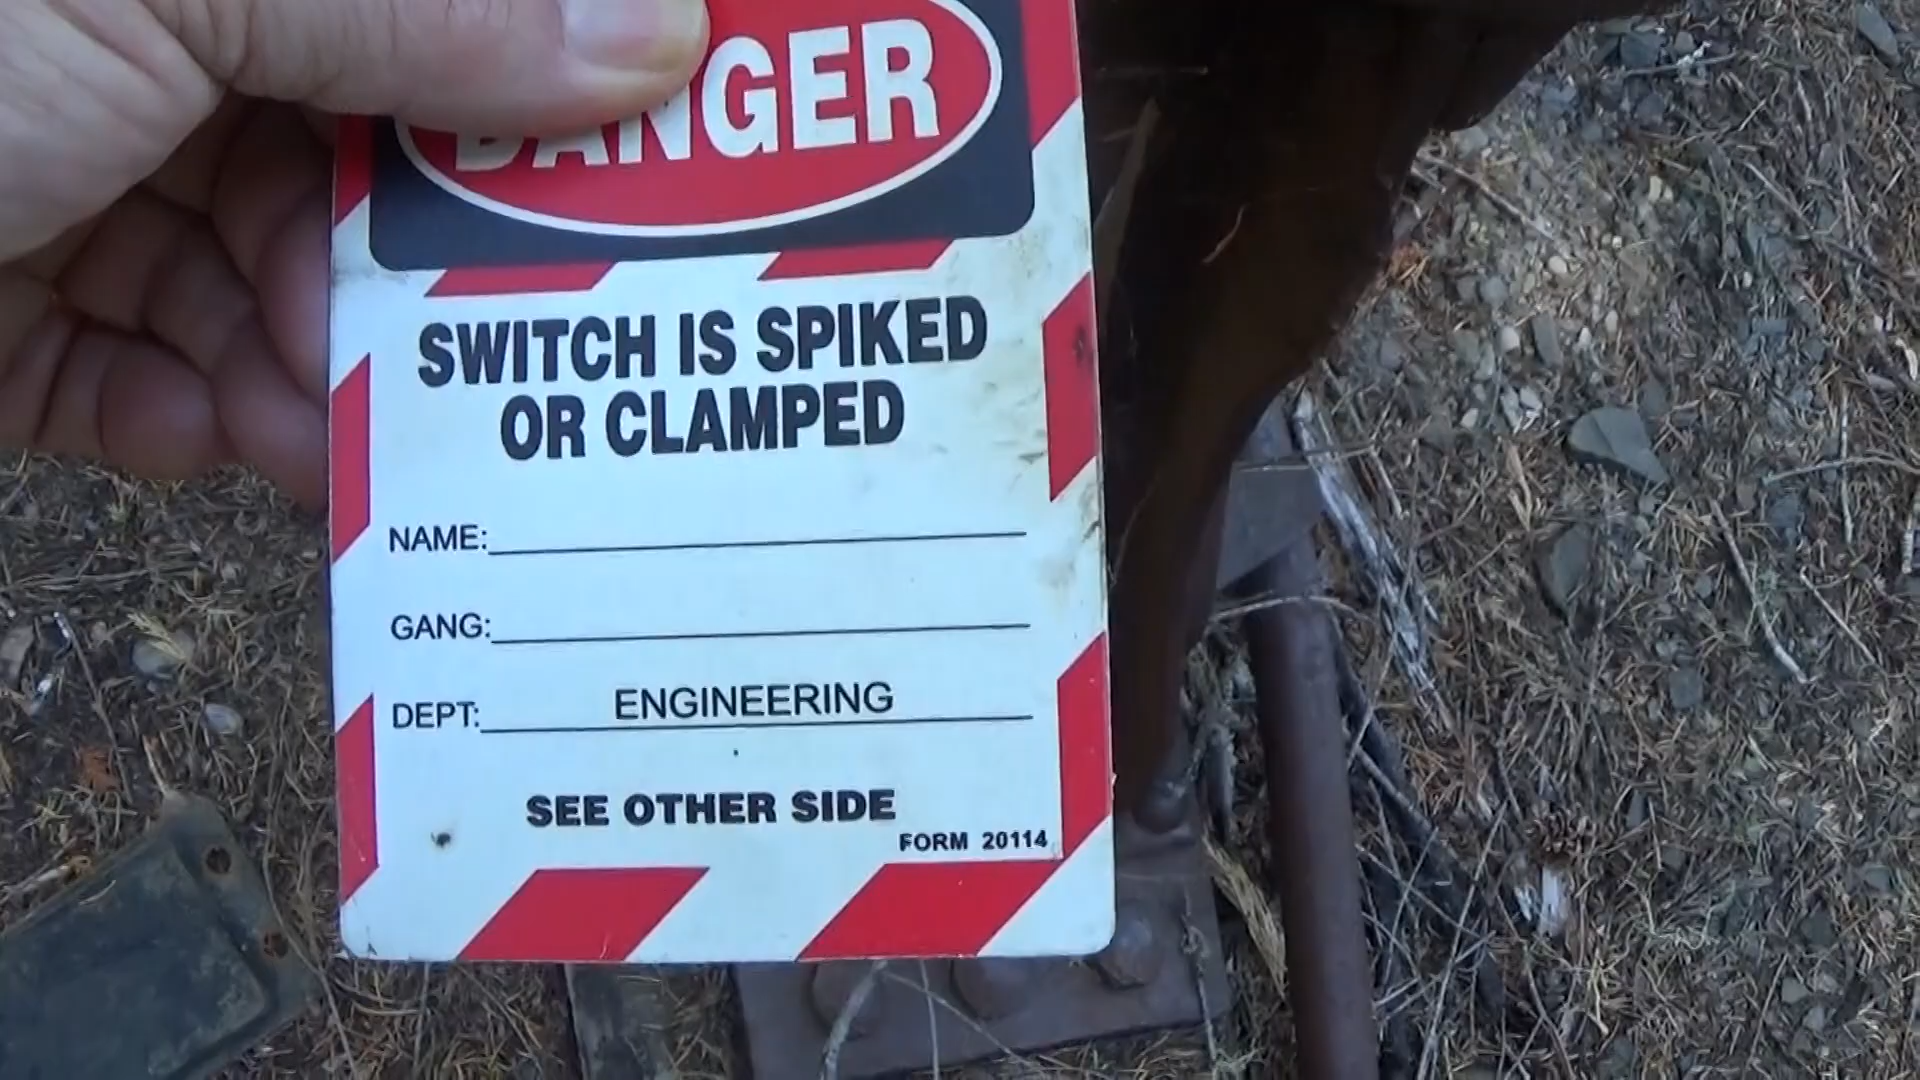 DANGER
SWITCH IS SPIKED
OR CLAMPED
NAME:
GANG:
DEPT: ENGINEERING
SEE OTHER SIDE
FORM 20114